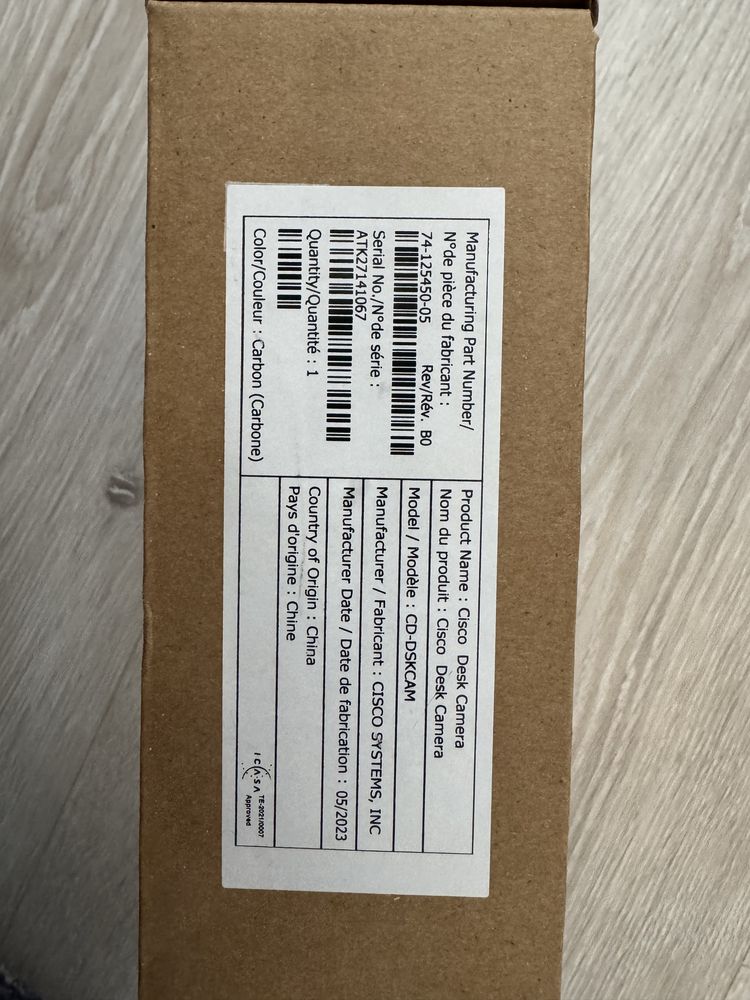 Manufacturing Part Number/
N°de pièce du fabricant :
74-125450-05 Rev/Rév. B0
Serial No./N°de série :
ATK27141067
Quantity/Quantité : 1
Color/Couleur : Carbon (Carbone)
Product Name : Cisco Desk Camera
Nom du produit : Cisco Desk Camera
Model / Modèle : CD-DSKCAM
Manufacturer / Fabricant : CISCO SYSTEMS, INC
Manufacturer Date / Date de fabrication : 05/2023
Country of Origin : China
Pays d'origine : Chine
ICASA TE-2021/0007
Approved